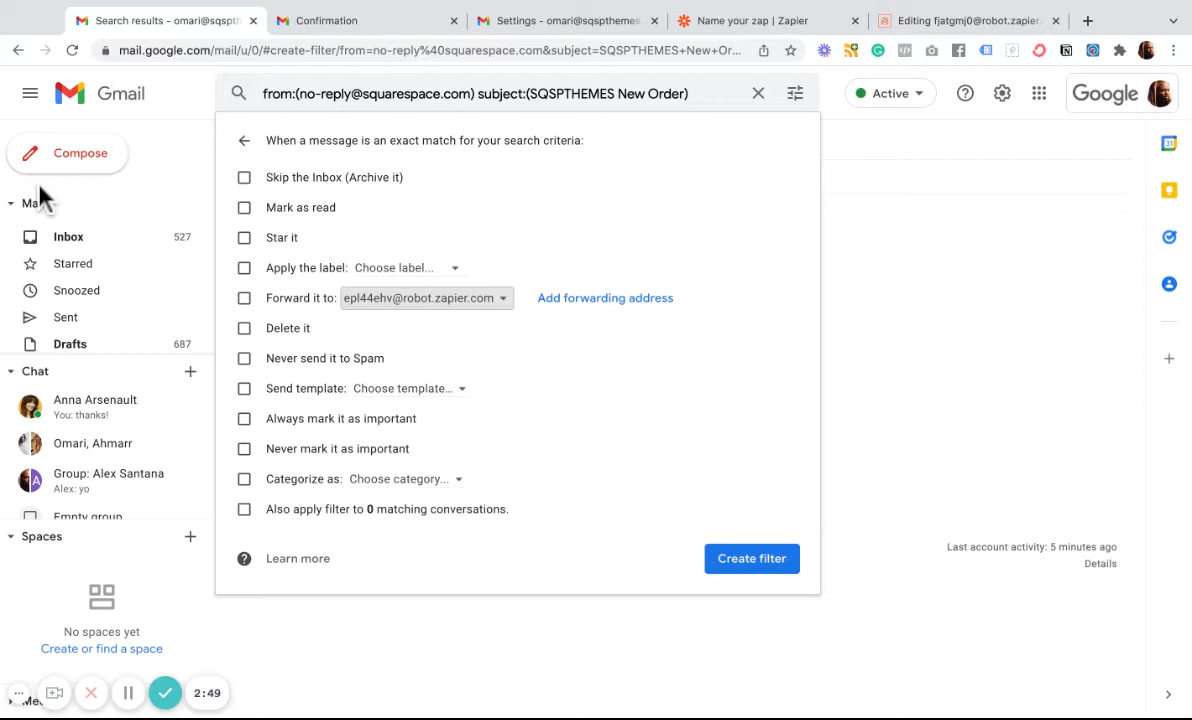 Search results - omari@sqspth
Confirmation
Settings - omari@sqspthemes.
Name your zap | Zapier
Editing fjatgmj0@robot.zapier.
mail.google.com/mail/u/0/#create-filter/from=no-reply%40squarespace.com&subject=SQSPTHEMES+New+Or...
Gmail
from:(no-reply@squarespace.com) subject:(SQSPTHEMES New Order)
Active
Google
Compose
When a message is an exact match for your search criteria:
Skip the Inbox (Archive it)
Mark as read
Star it
Apply the label: Choose label...
Forward it to: epl44ehv@robot.zapier.com Add forwarding address
Delete it
Never send it to Spam
Send template: Choose template...
Always mark it as important
Never mark it as important
Categorize as: Choose category...
Also apply filter to 0 matching conversations.
Learn more
Create filter
Inbox 527
Starred
Snoozed
Sent
Drafts 687
Chat
Anna Arsenault
You: thanks!
Omari, Ahmarr
Group: Alex Santana
Alex: yo
Empty group
Spaces
No spaces yet
Create or find a space
2:49
Last account activity: 5 minutes ago
Details
31